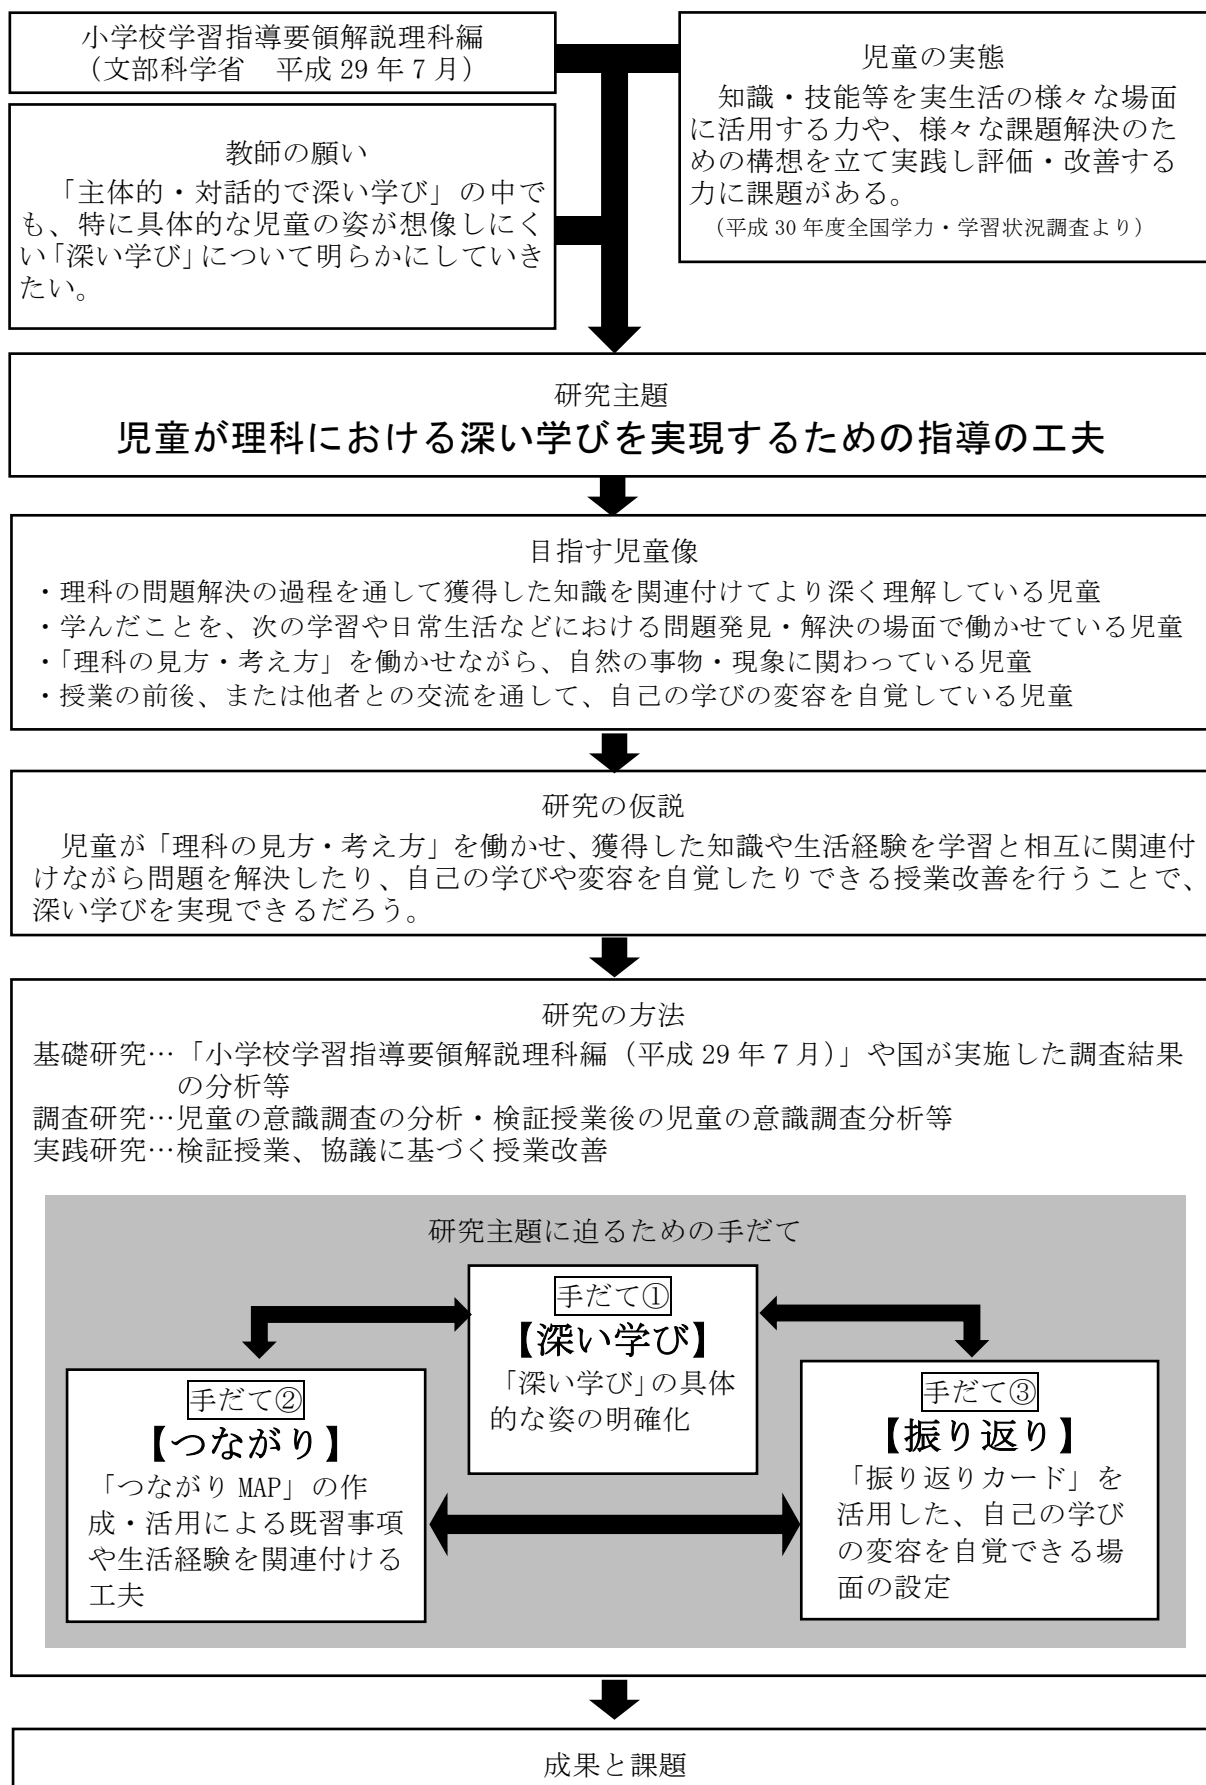 小学校学習指導要領解説理科編
（文部科学省　平成 29 年７月）
教師の願い
「主体的・対話的で深い学び」の中で
も、特に具体的な児童の姿が想像しにく
い「深い学び」について明らかにしていき
たい。
児童の実態
知識・技能等を実生活の様々な場面
に活用する力や、様々な課題解決のた
めの構想を立て実践し評価・改善する
力に課題がある。
（平成 30 年度全国学力・学習状況調査より）
研究主題
児童が理科における深い学びを実現するための指導の工夫
目指す児童像
・理科の問題解決の過程を通して獲得した知識を関連付けてより深く理解している児童
・学んだことを、次の学習や日常生活などにおける問題発見・解決の場面で働かせている児童
・「理科の見方・考え方」を働かせながら、自然の事物・現象に関わっている児童
・授業の前後、または他者との交流を通して、自己の学びの変容を自覚している児童
研究の仮説
児童が「理科の見方・考え方」を働かせ、獲得した知識や生活経験を学習と相互に関連付
けながら問題を解決したり、自己の学びや変容を自覚したりできる授業改善を行うことで、
深い学びを実現できるだろう。
研究の方法
基礎研究…「小学校学習指導要領解説理科編（平成 29 年７月）」や国が実施した調査結果
の分析等
調査研究…児童の意識調査の分析・検証授業後の児童の意識調査分析等
実践研究…検証授業、協議に基づく授業改善
研究主題に迫るための手だて
手だて①
【深い学び】
「深い学び」の具体
的な姿の明確化
手だて②
【つながり】
「つながり MAP」の作
成・活用による既習事項
や生活経験を関連付ける
工夫
手だて③
【振り返り】
「振り返りカード」を
活用した、自己の学び
の変容を自覚できる場
面の設定
成果と課題